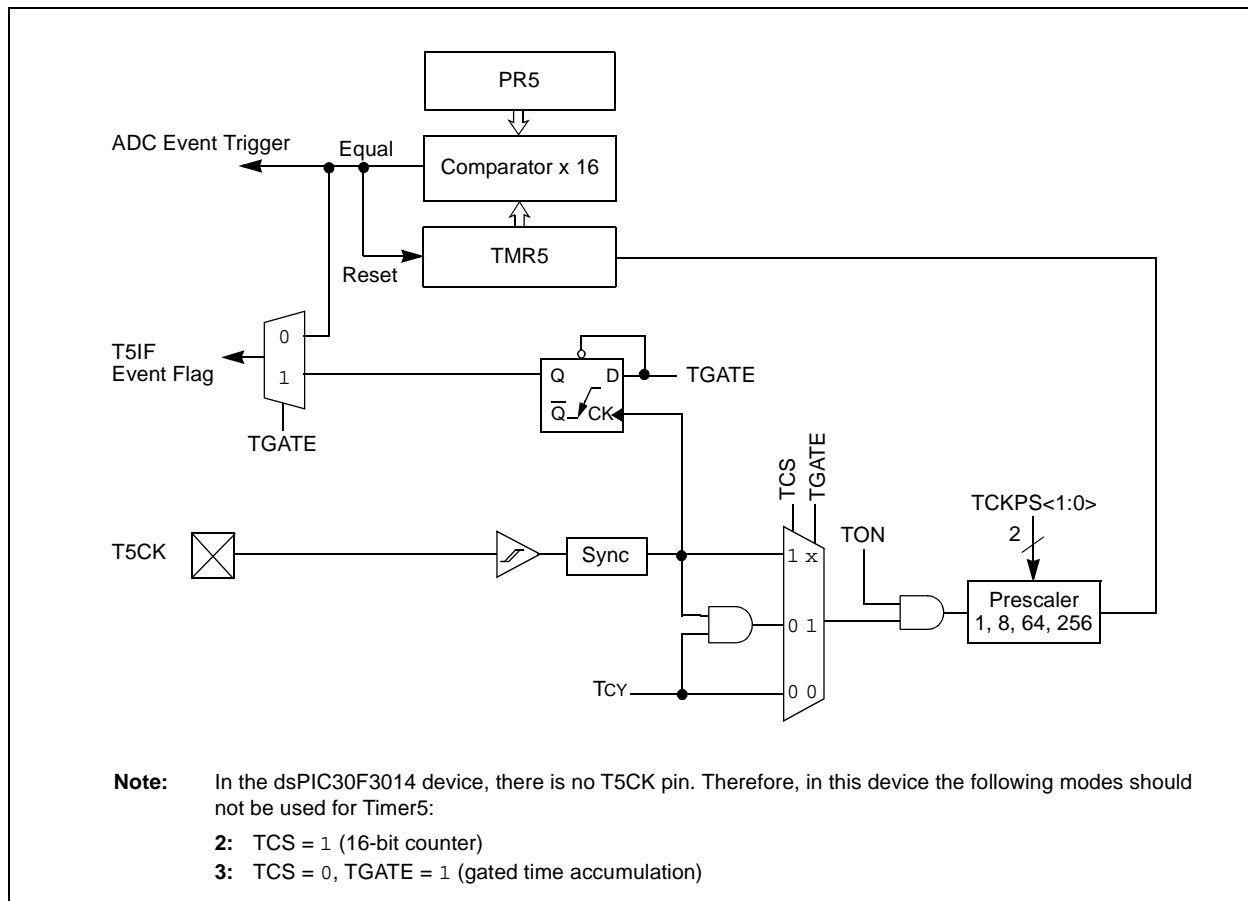 PR5
ADC Event Trigger
Equal
Comparator x 16
TMR5
Reset
0
T5IF
Event Flag
1
TGATE
Q
D
TGATE
Q̅
CK
TCS
TGATE
TCKPS<1:0>
2
TON
T5CK
Sync
1 x
Prescaler
1, 8, 64, 256
0 1
TCY
0 0
Note: In the dsPIC30F3014 device, there is no T5CK pin. Therefore, in this device the following modes should
not be used for Timer5:
2: TCS = 1 (16-bit counter)
3: TCS = 0, TGATE = 1 (gated time accumulation)